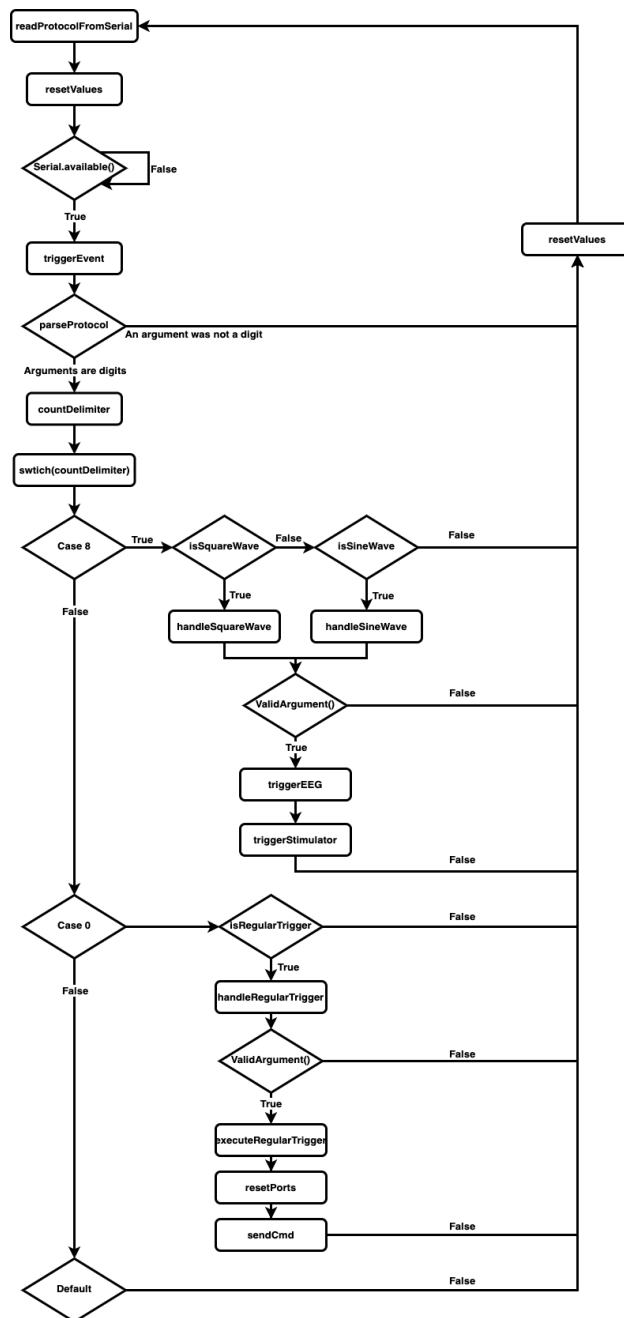 readProtocolFromSerial
resetValues
Serial.available()
False
True
triggerEvent
resetValues
parseProtocol
An argument was not a digit
Arguments are digits
countDelimiter
swtich(countDelimiter)
Case 8
True
isSquareWave
False
isSineWave
False
True
True
False
handleSquareWave
handleSineWave
ValidArgument()
False
True
triggerEEG
triggerStimulator
False
Case 0
isRegularTrigger
False
True
False
handleRegularTrigger
ValidArgument()
False
True
executeRegularTrigger
resetPorts
sendCmd
False
Default
False